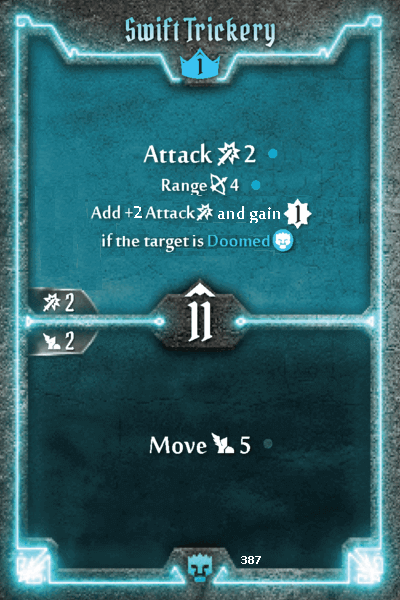 Swift Trickery
1
Attack 2
Range 4
Add +2 Attack and gain 1
if the target is Doomed
2
11
2
Move 5
387